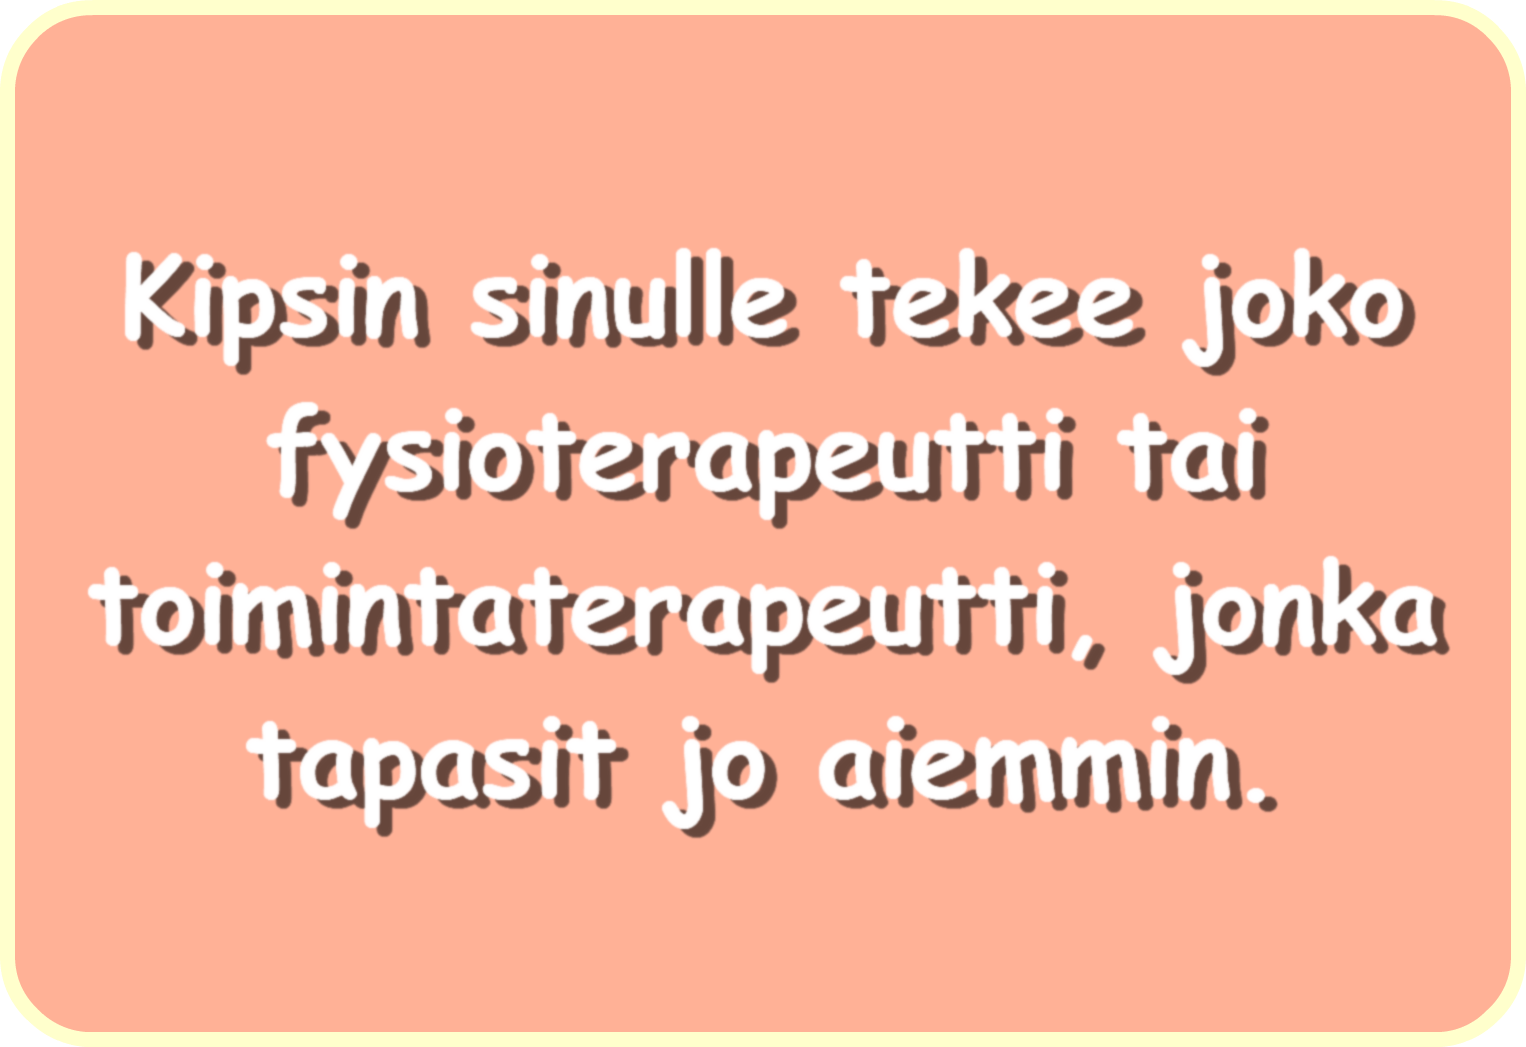 Kipsin sinulle tekee joko
fysioterapeutti tai
toimintaterapeutti, jonka
tapasit jo aiemmin.